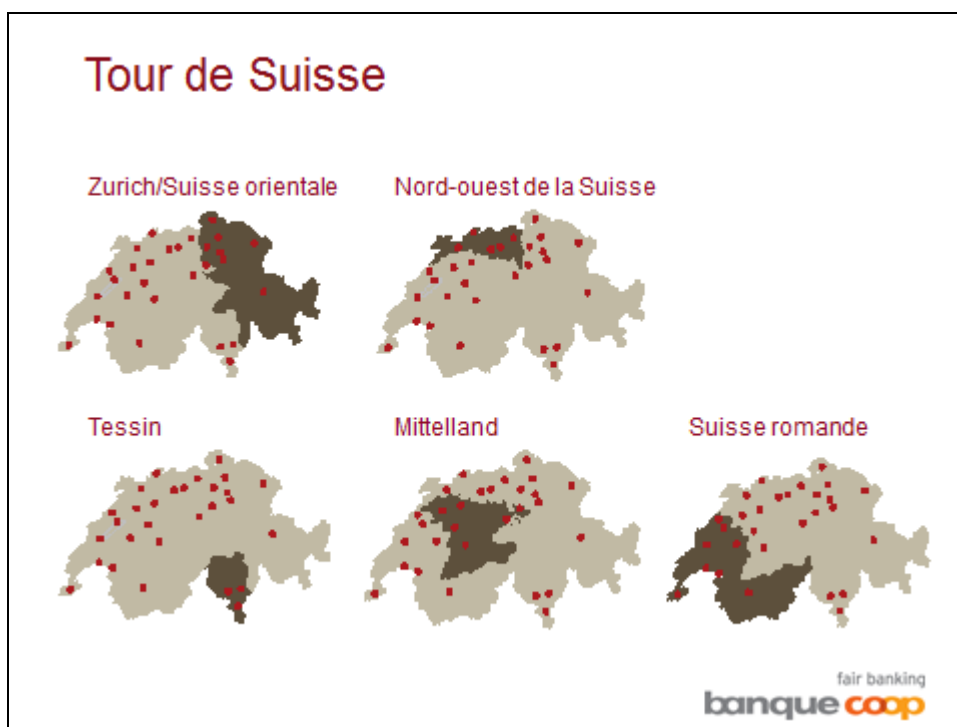 Tour de Suisse
Zurich/Suisse orientale
Nord-ouest de la Suisse
Tessin
Mittelland
Suisse romande
fair banking
banque coop